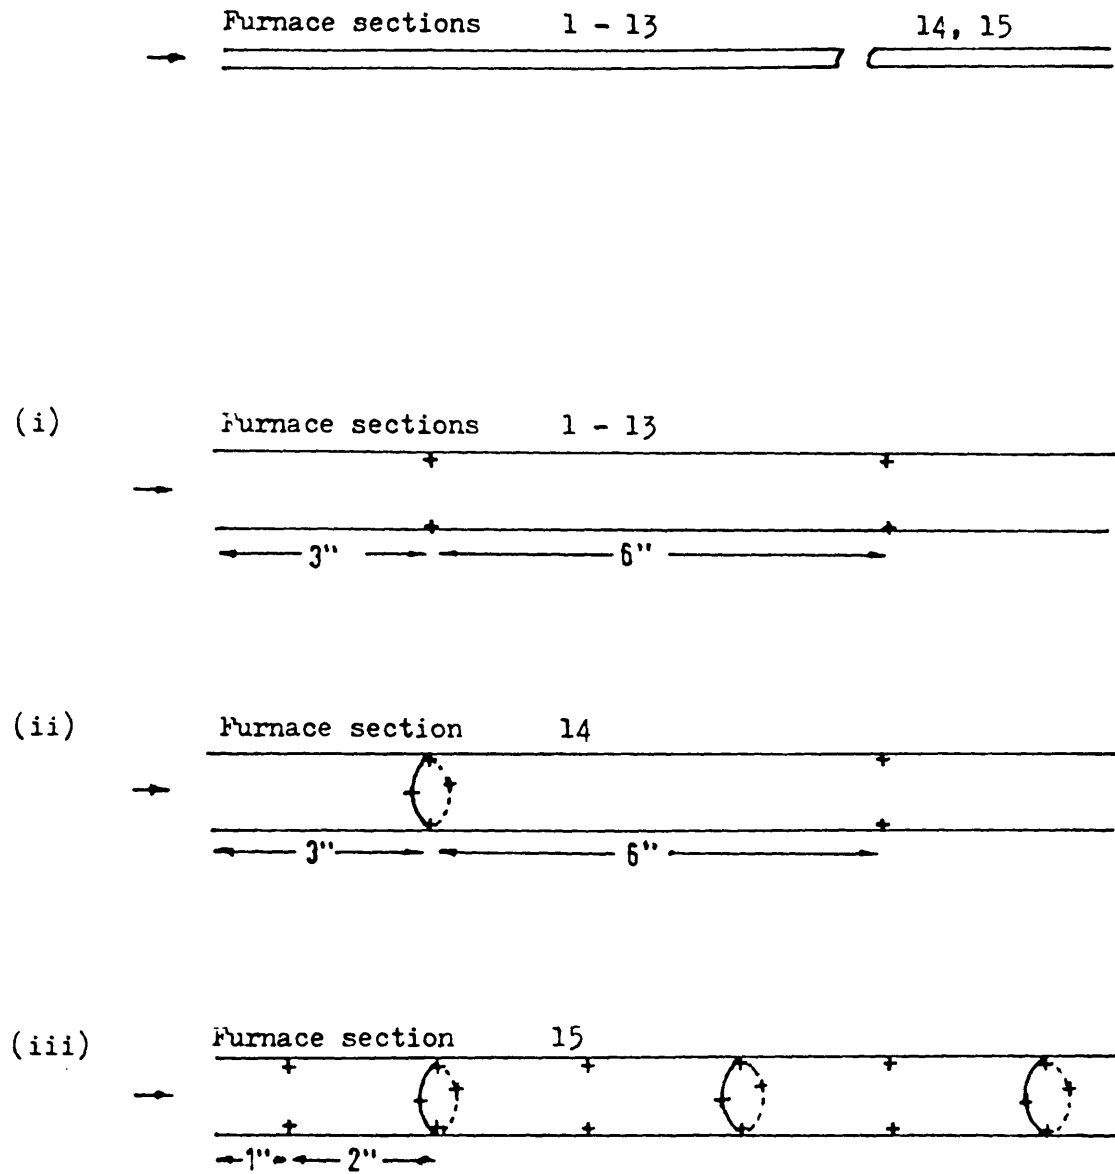 Furnace sections 1 - 13 14, 15
(i) Furnace sections 1 - 13
3" 6"
(ii) Furnace section 14
3" 6"
(iii) Furnace section 15
1" 2"